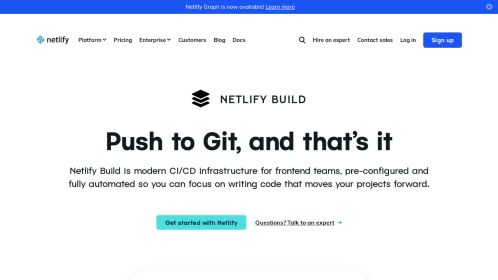 Netlify Graph is now available! Learn more
netlify Platform Pricing Enterprise Customers Blog Docs Hire an expert Contact sales Log in Sign up
NETLIFY BUILD
Push to Git, and that's it
Netlify Build is modern CI/CD infrastructure for frontend teams, pre-configured and
fully automated so you can focus on writing code that moves your projects forward.
Get started with Netlify Questions? Talk to an expert